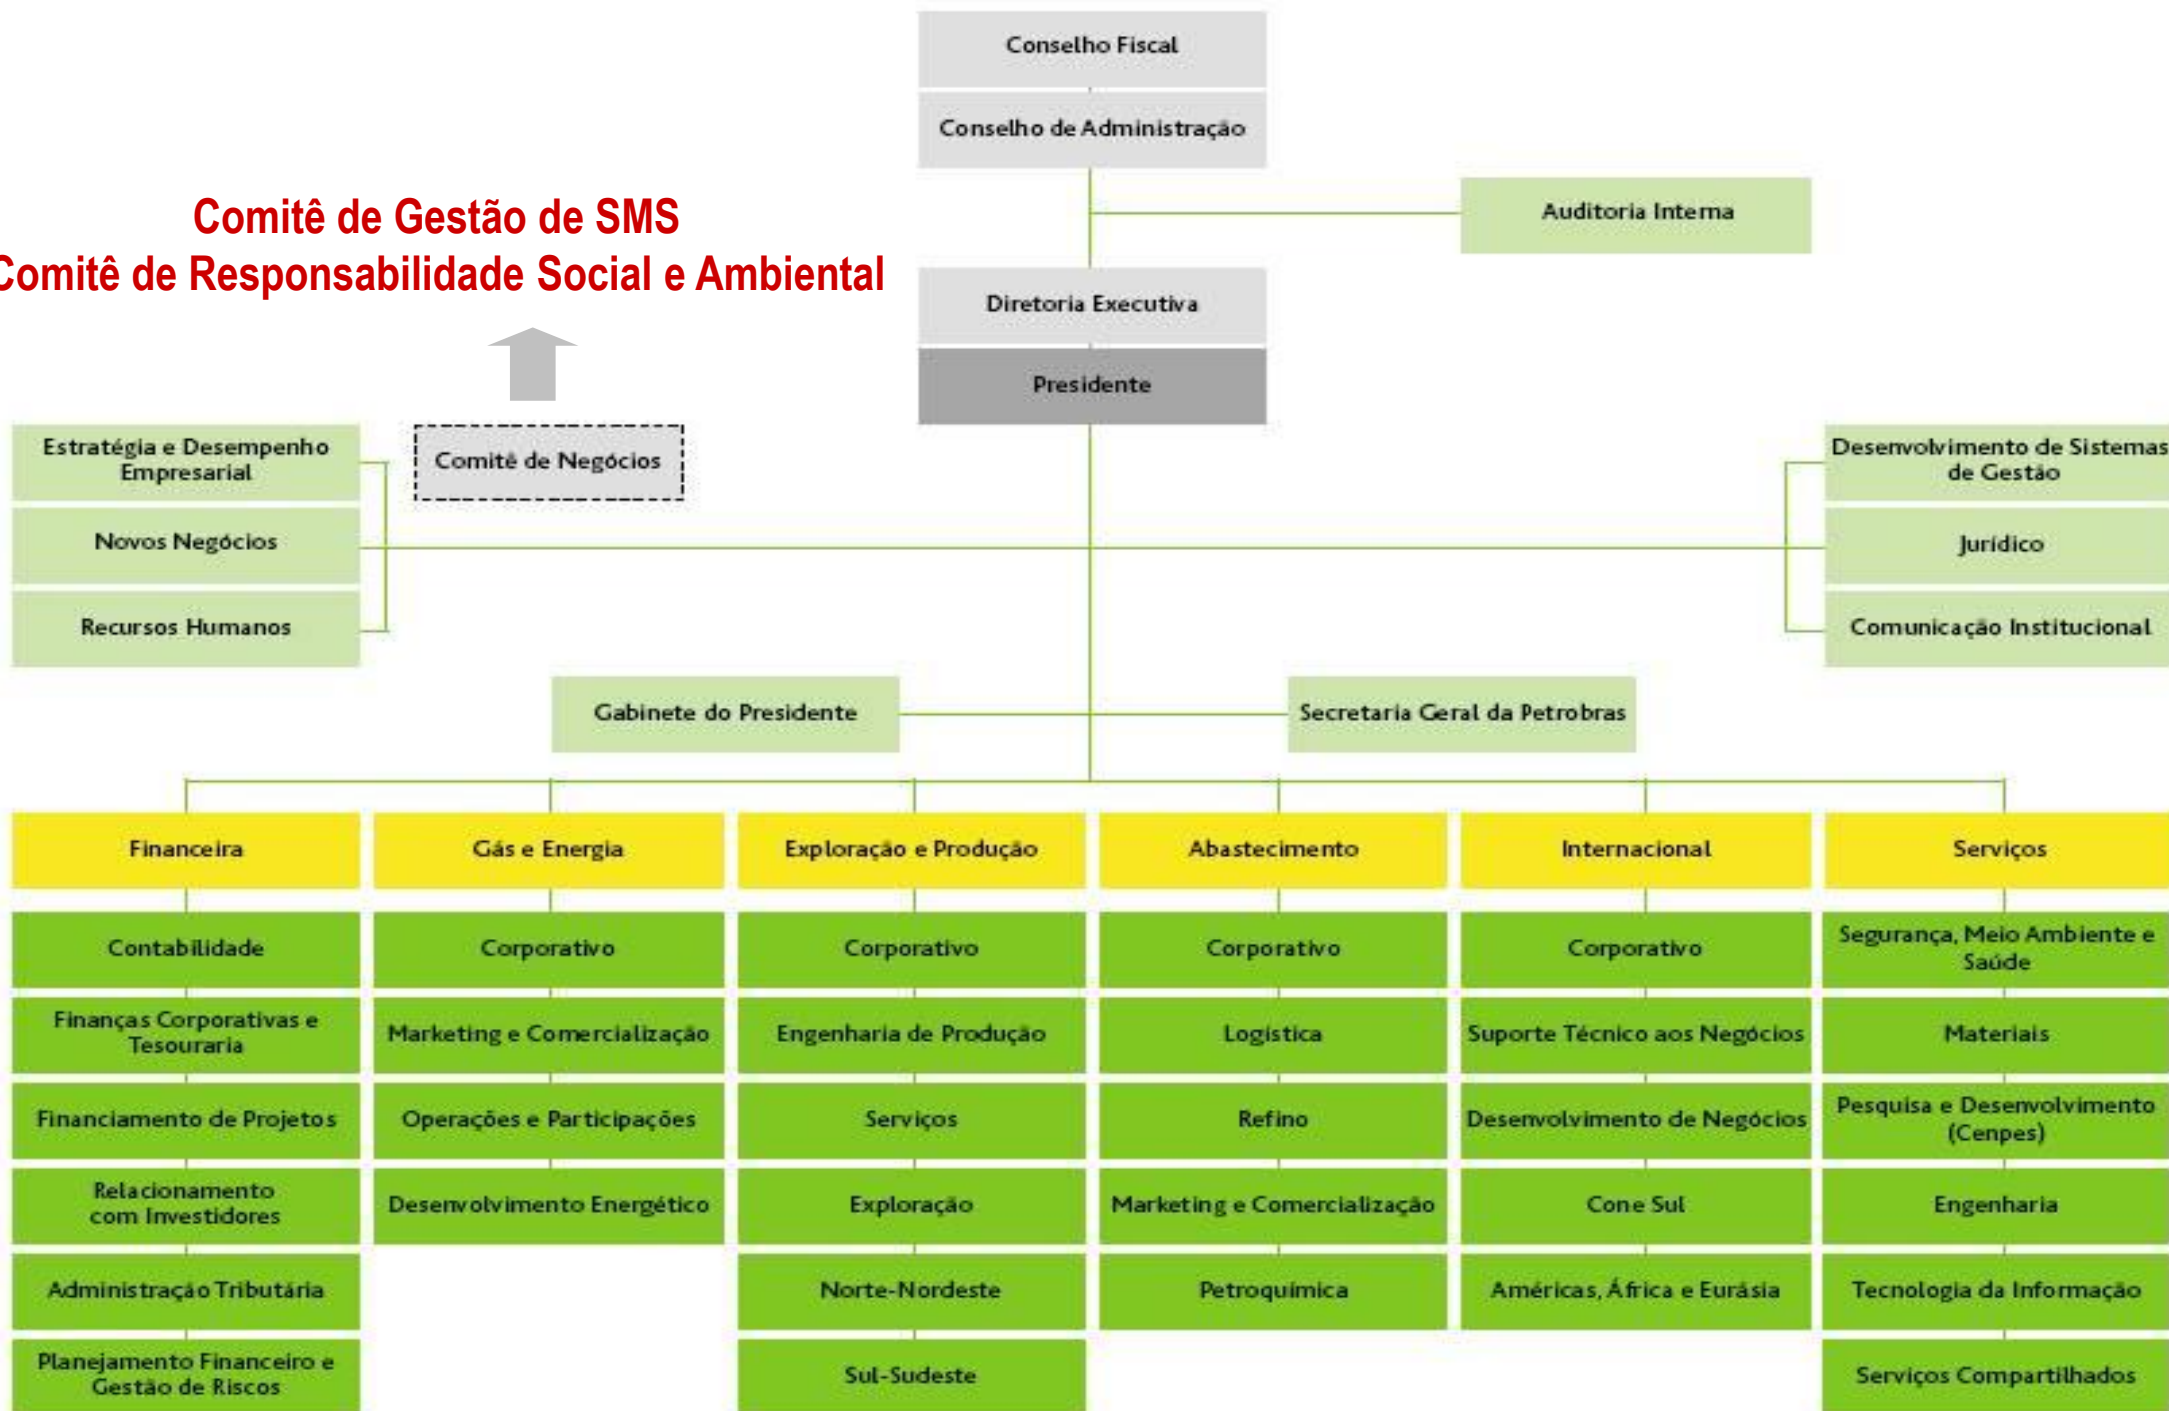 Conselho Fiscal
Conselho de Administração
Comitê de Gestão de SMS
Comitê de Responsabilidade Social e Ambiental
Auditoria Interna
Diretoria Executiva
Presidente
Estratégia e Desempenho
Empresarial
Comitê de Negócios
Desenvolvimento de Sistemas
de Gestão
Novos Negócios
Jurídico
Recursos Humanos
Comunicação Institucional
Gabinete do Presidente
Secretaria Geral da Petrobras
Financeira
Gás e Energia
Exploração e Produção
Abastecimento
Internacional
Serviços
Contabilidade
Finanças Corporativas e
Tesouraria
Financiamento de Projetos
Relacionamento
com Investidores
Administração Tributária
Planejamento Financeiro e
Gestão de Riscos
Corporativo
Marketing e Comercialização
Operações e Participações
Desenvolvimento Energético
Corporativo
Engenharia de Produção
Serviços
Exploração
Norte-Nordeste
Sul-Sudeste
Corporativo
Logística
Refino
Marketing e Comercialização
Petroquímica
Corporativo
Suporte Técnico aos Negócios
Desenvolvimento de Negócios
Cone Sul
Américas, África e Eurásia
Segurança, Meio Ambiente e
Saúde
Materiais
Pesquisa e Desenvolvimento
(Cenpes)
Engenharia
Tecnologia da Informação
Serviços Compartilhados